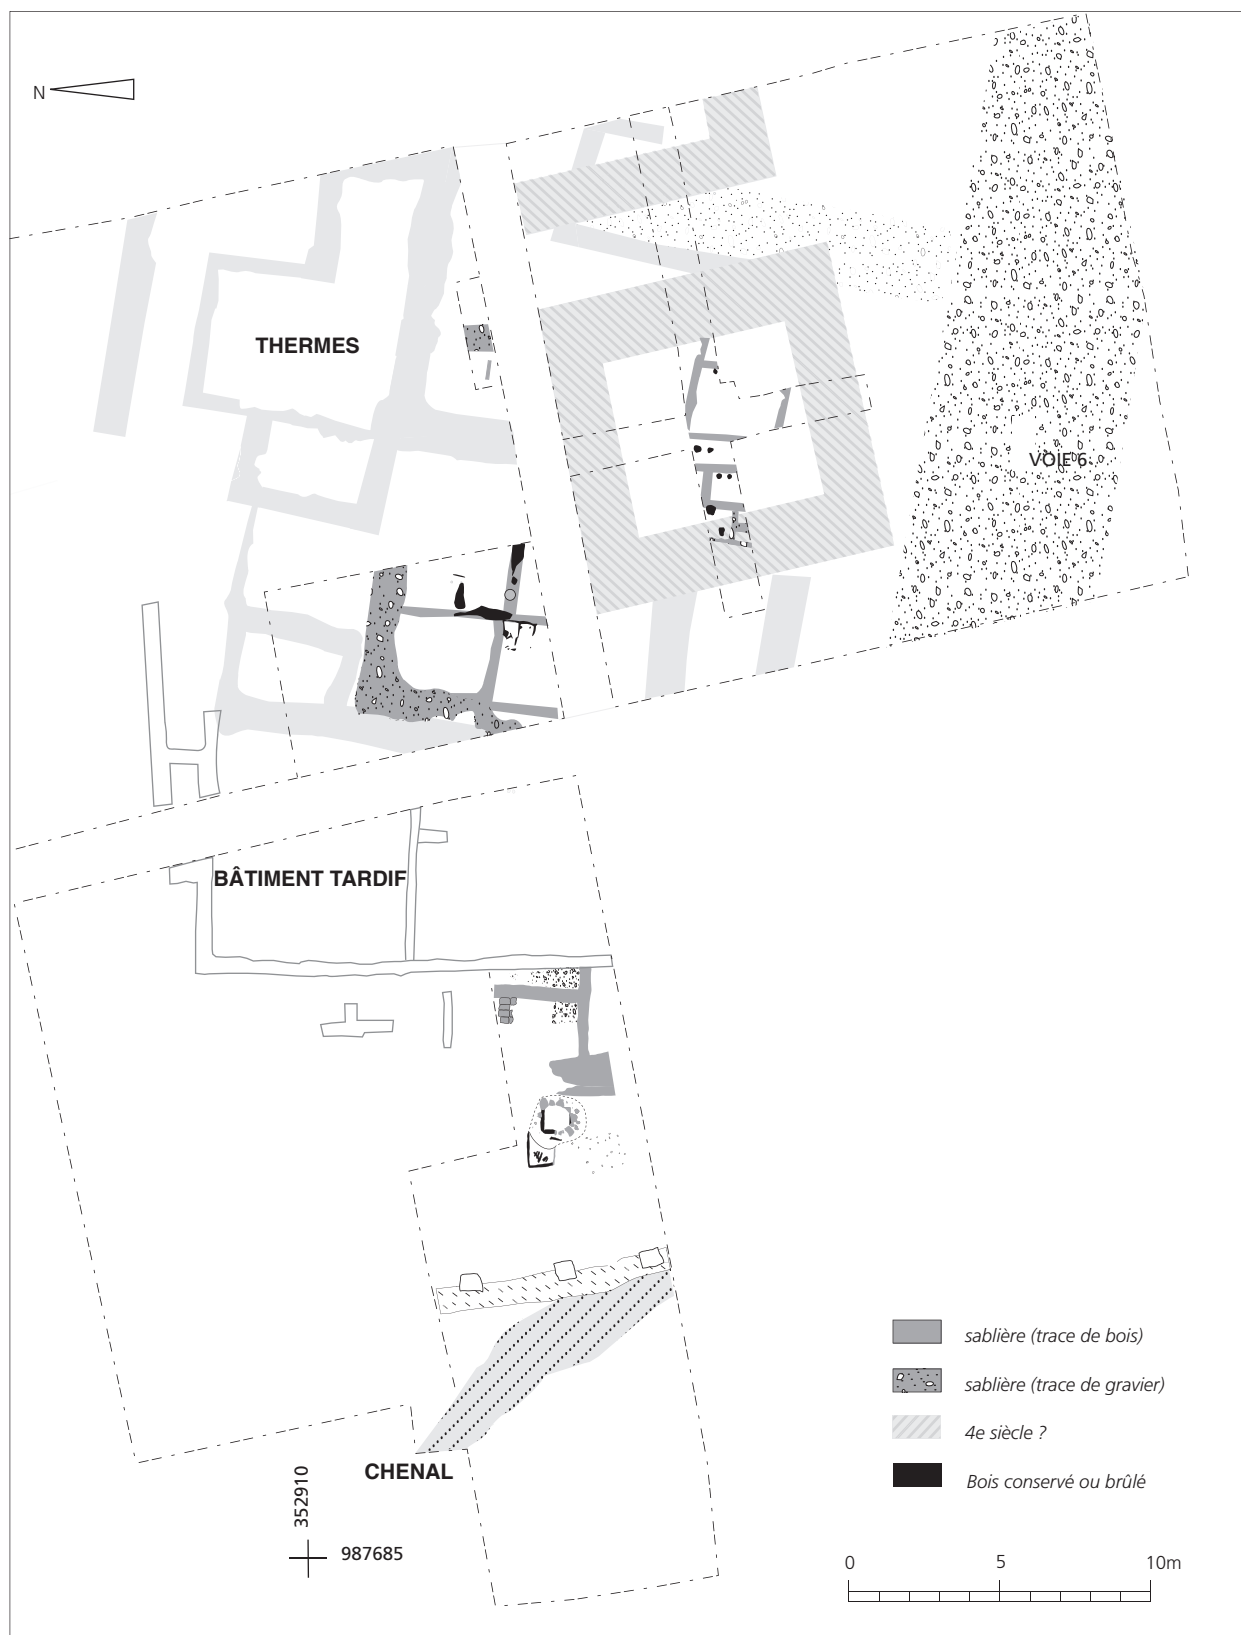 N
THERMES
VOIE 6
BÂTIMENT TARDIF
sablière (trace de bois)
sablière (trace de gravier)
4e siècle ?
Bois conservé ou brûlé
CHENAL
352910
987685
0 5 10m